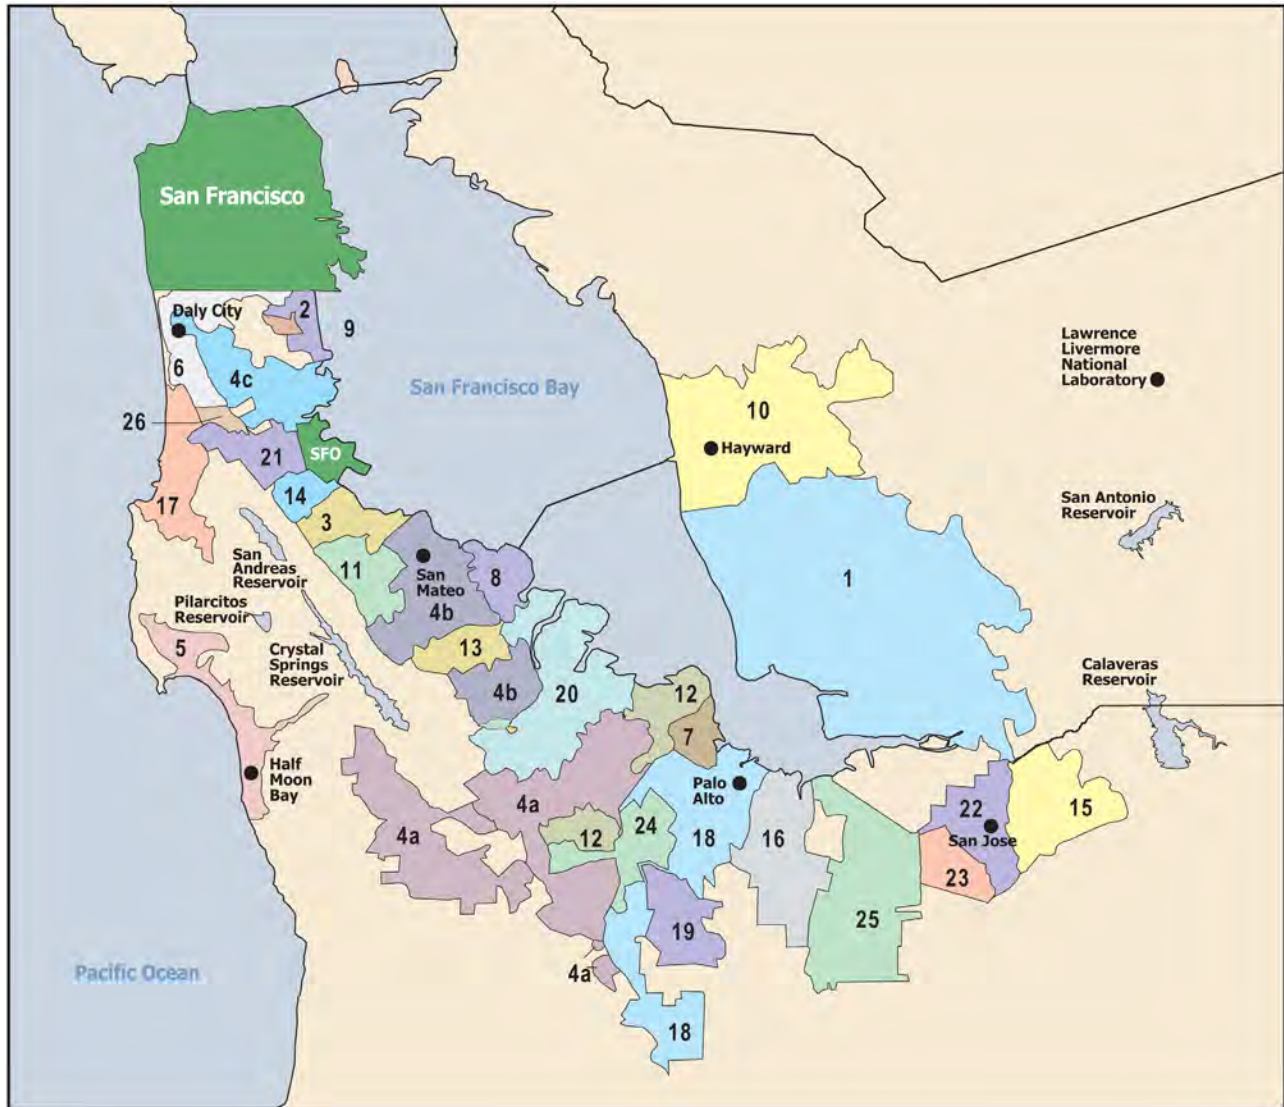 San Francisco
Daly City
2
9
6
4c
San Francisco Bay
Lawrence
Livermore
National
Laboratory
10
26
Hayward
21
SFO
17
14
3
San Antonio
Reservoir
San
Andreas
Reservoir
11
San
Mateo
8
1
Pilarcitos
Reservoir
4b
5
Crystal
Springs
Reservoir
13
4b
20
12
Calaveras
Reservoir
7
Half
Moon
Bay
Palo
Alto
4a
4a
12
24
18
16
22
San Jose
15
23
19
25
Pacific Ocean
4a
18